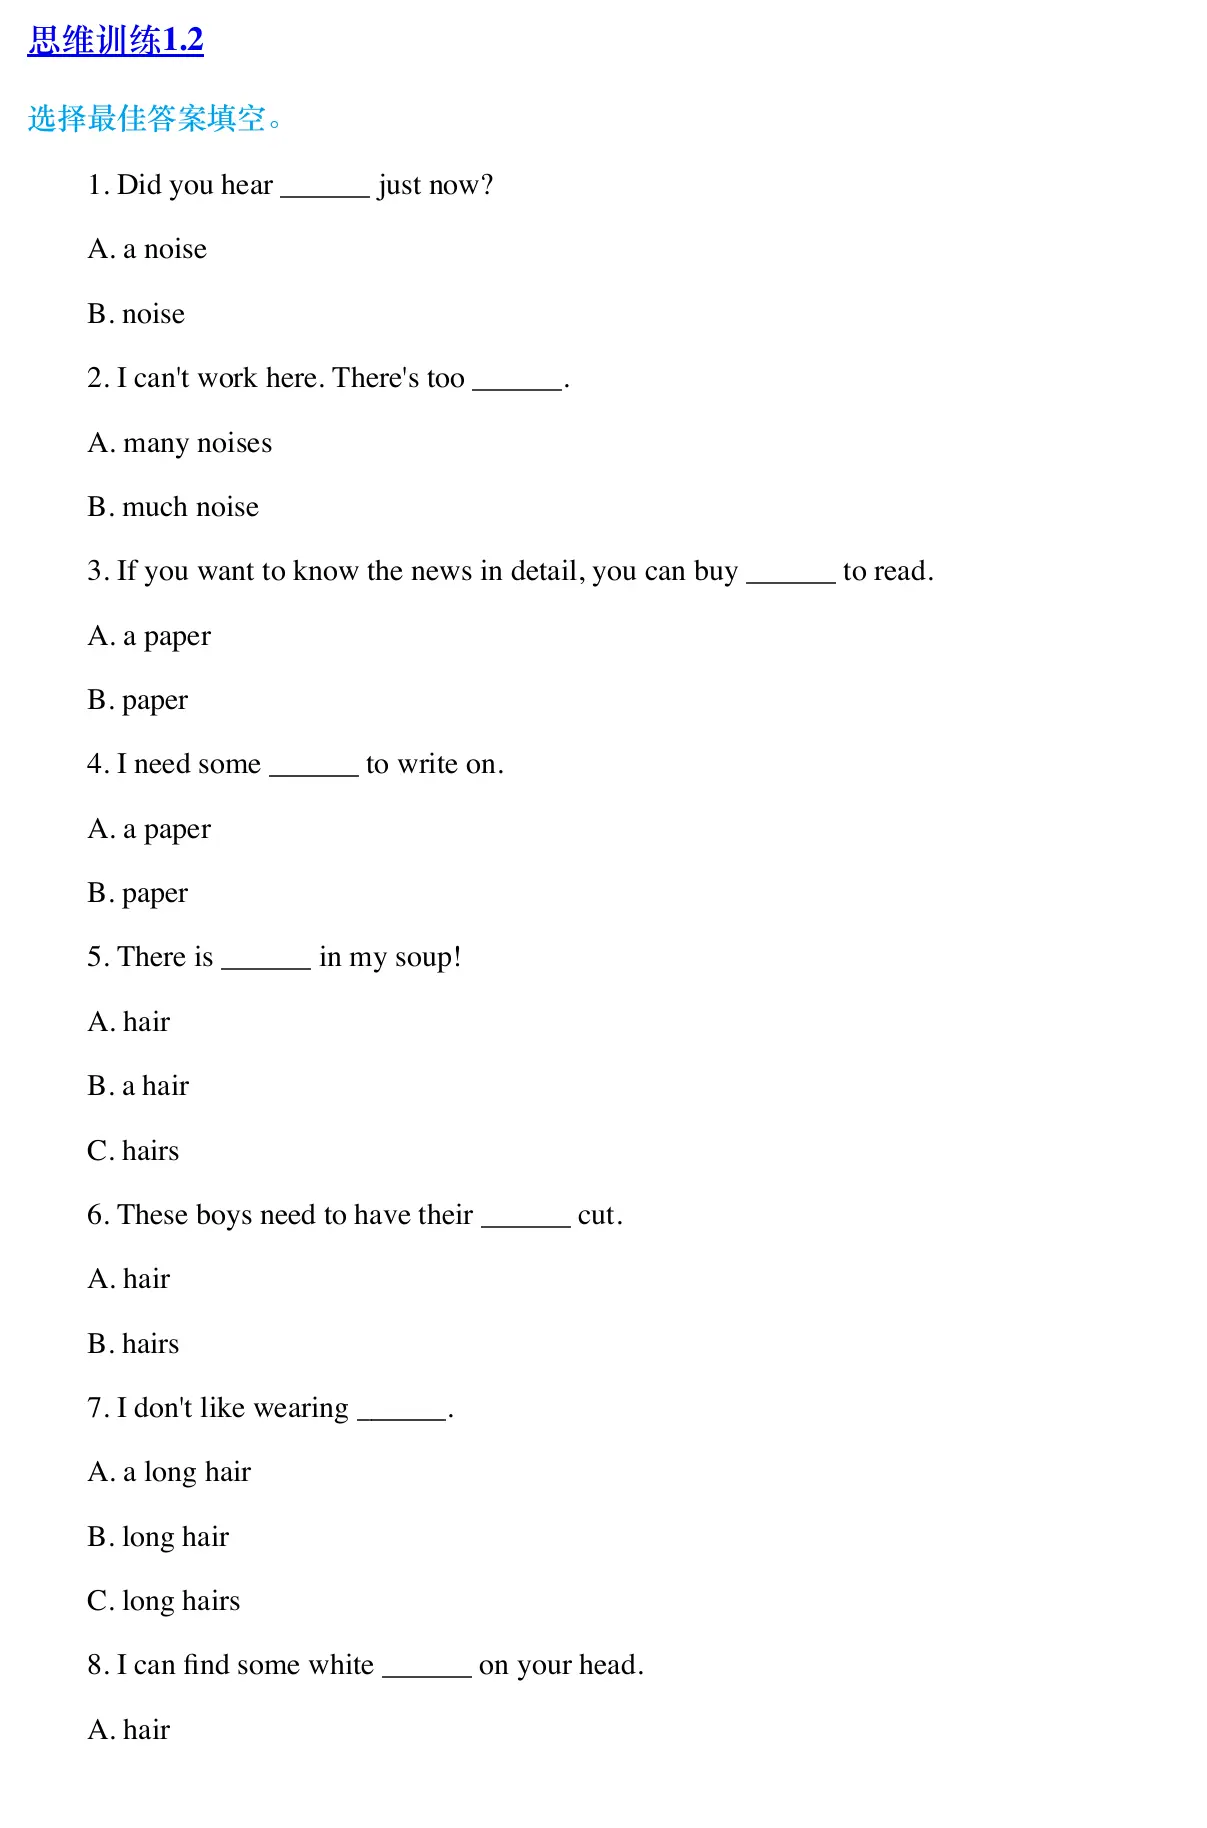 思维训练1.2
选择最佳答案填空。
1. Did you hear ______ just now?
A. a noise
B. noise
2. I can't work here. There's too ______.
A. many noises
B. much noise
3. If you want to know the news in detail, you can buy ______ to read.
A. a paper
B. paper
4. I need some ______ to write on.
A. a paper
B. paper
5. There is ______ in my soup!
A. hair
B. a hair
C. hairs
6. These boys need to have their ______ cut.
A. hair
B. hairs
7. I don't like wearing ______.
A. a long hair
B. long hair
C. long hairs
8. I can find some white ______ on your head.
A. hair